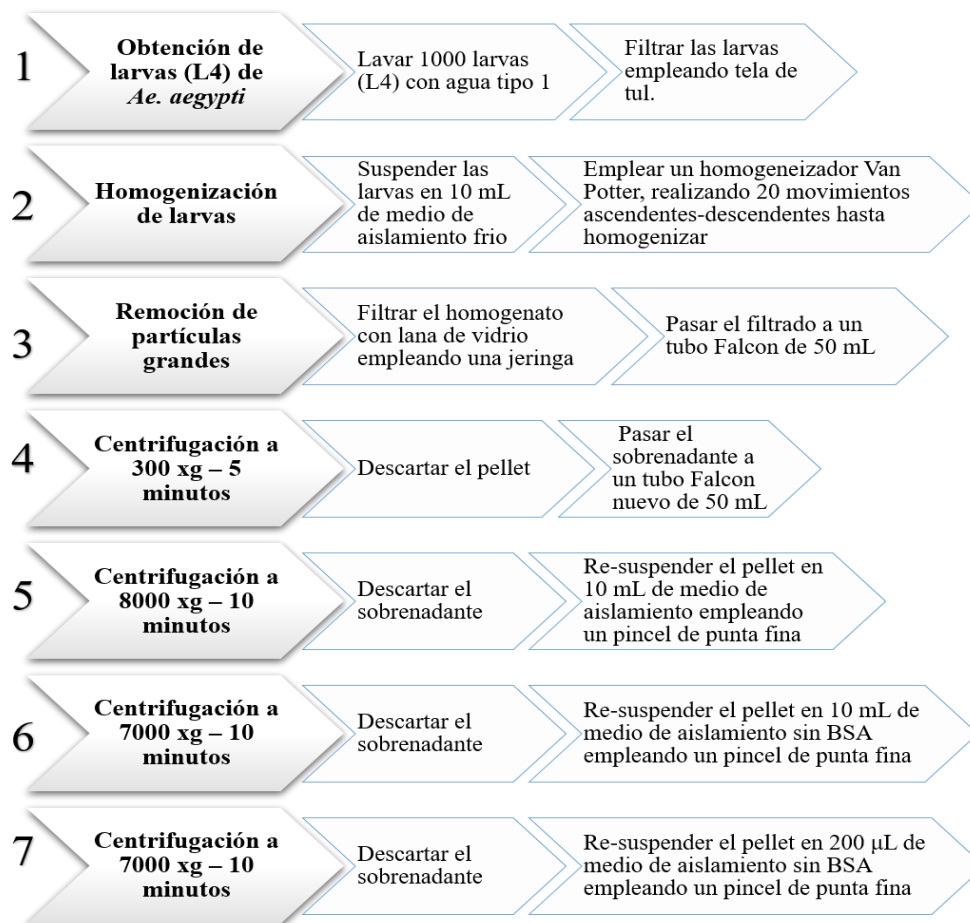 1
Obtención de
larvas (L4) de
Ae. aegypti
Lavar 1000 larvas
(L4) con agua tipo 1
Filtrar las larvas
empleando tela de
tul.
2
Homogenización
de larvas
Suspender las
larvas en 10 mL
de medio de
aislamiento frio
Emplear un homogeneizador Van
Potter, realizando 20 movimientos
ascendentes-descendentes hasta
homogenizar
3
Remoción de
partículas
grandes
Filtrar el homogenato
con lana de vidrio
empleando una jeringa
Pasar el filtrado a un
tubo Falcon de 50 mL
4
Centrifugación a
300 xg – 5
minutos
Descartar el pellet
Pasar el
sobrenadante a
un tubo Falcon
nuevo de 50 mL
5
Centrifugación a
8000 xg – 10
minutos
Descartar el
sobrenadante
Re-suspender el pellet en
10 mL de medio de
aislamiento empleando
un pincel de punta fina
6
Centrifugación a
7000 xg – 10
minutos
Descartar el
sobrenadante
Re-suspender el pellet en 10 mL de
medio de aislamiento sin BSA
empleando un pincel de punta fina
7
Centrifugación a
7000 xg – 10
minutos
Descartar el
sobrenadante
Re-suspender el pellet en 200 µL de
medio de aislamiento sin BSA
empleando un pincel de punta fina